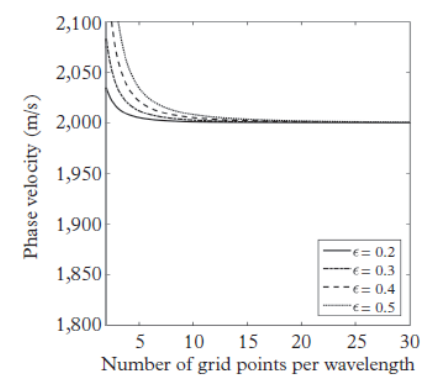 2,100
2,050
2,000
1,950
1,900
1,850
1,800
Phase velocity (m/s)
ϵ = 0.2
ϵ = 0.3
ϵ = 0.4
ϵ = 0.5
5 10 15 20 25 30
Number of grid points per wavelength